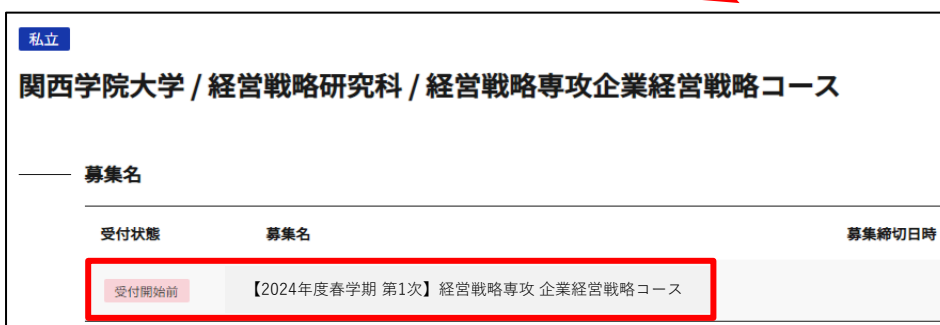 私立
関西学院大学 / 経営戦略研究科 / 経営戦略専攻企業経営戦略コース
募集名
受付状態 募集名 募集締切日時
受付開始前 【2024年度春学期 第1次】経営戦略専攻 企業経営戦略コース